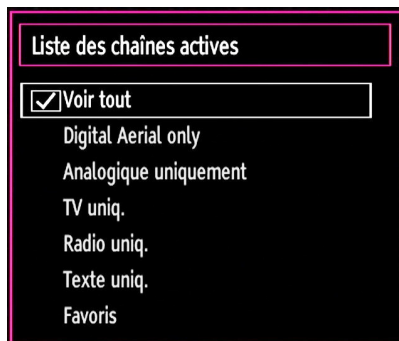 Liste des chaînes actives
Voir tout
Digital Aerial only
Analogique uniquement
TV uniq.
Radio uniq.
Texte uniq.
Favoris